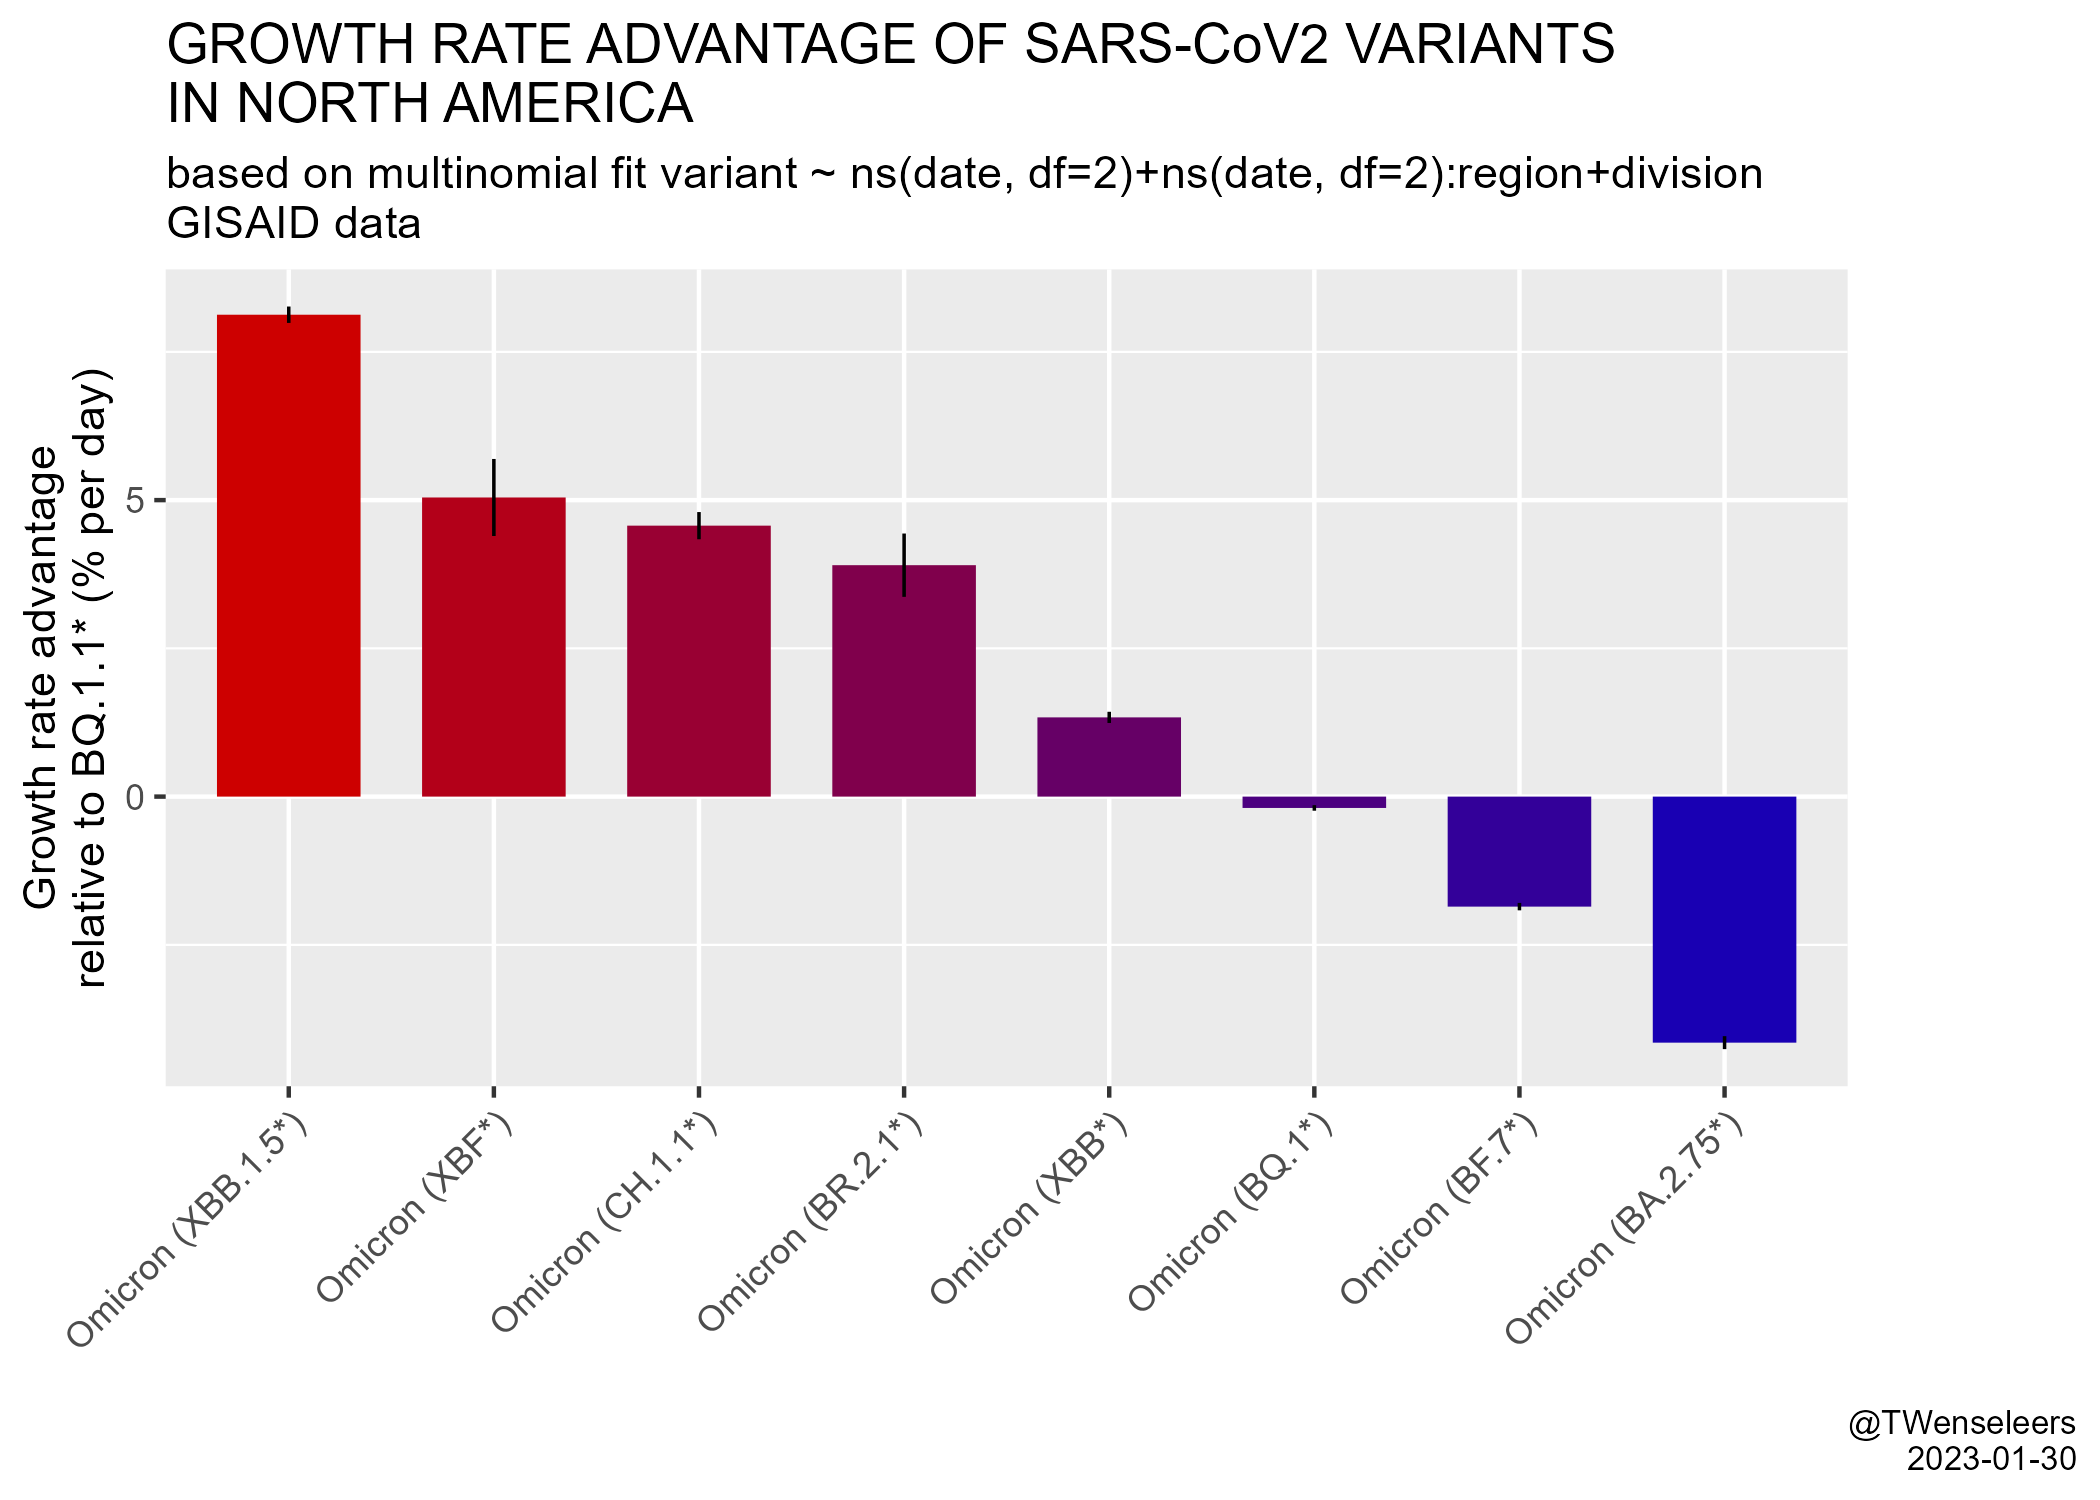 GROWTH RATE ADVANTAGE OF SARS-CoV2 VARIANTS
IN NORTH AMERICA
based on multinomial fit variant ~ ns(date, df=2)+ns(date, df=2):region+division
GISAID data
Growth rate advantage
relative to BQ.1.1* (% per day)
5
0
Omicron (XBB.1.5*)
Omicron (XBF*)
Omicron (CH.1.1*)
Omicron (BR.2.1*)
Omicron (XBB*)
Omicron (BQ.1*)
Omicron (BF.7*)
Omicron (BA.2.75*)
@TWenseleers
2023-01-30